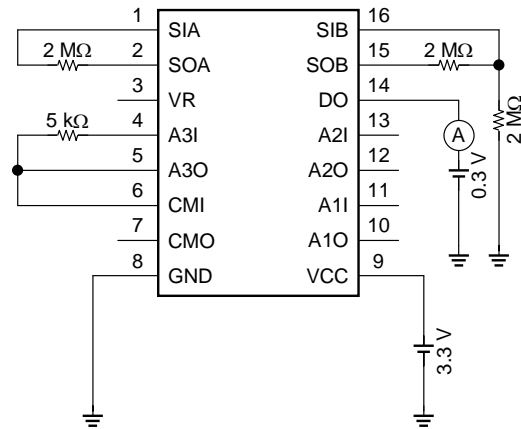 1 SIA SIB 16
2 MΩ 2 SOA SOB 15 2 MΩ
3 VR DO 14
5 kΩ 4 A3I A2I 13
A
2 MΩ
5 A3O A2O 12
0.3 V
6 CMI A1I 11
7 CMO A1O 10
8 GND VCC 9
3.3 V